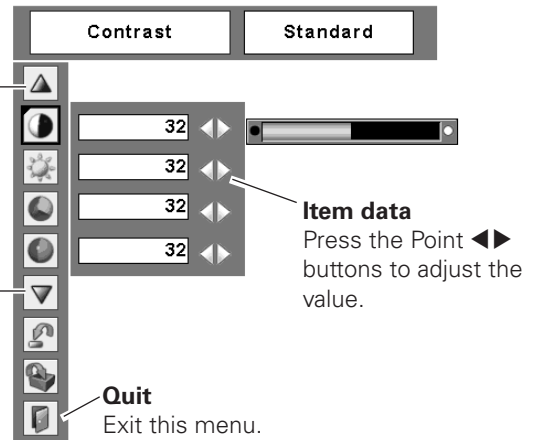 Contrast Standard
32
32
32
32
Item data
Press the Point ◀▶
buttons to adjust the
value.
Quit
Exit this menu.